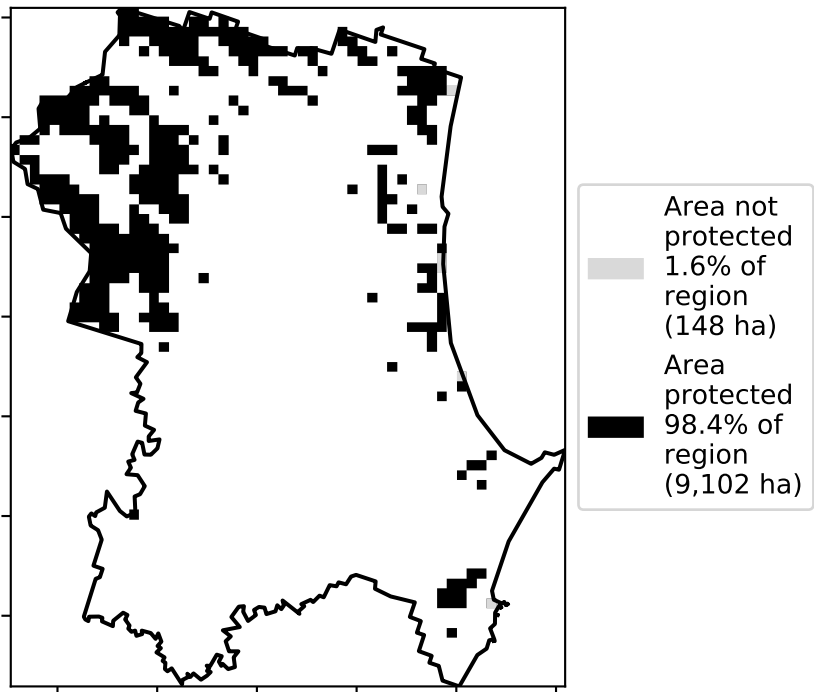 Area not
protected
1.6% of
region
(148 ha)
Area
protected
98.4% of
region
(9,102 ha)